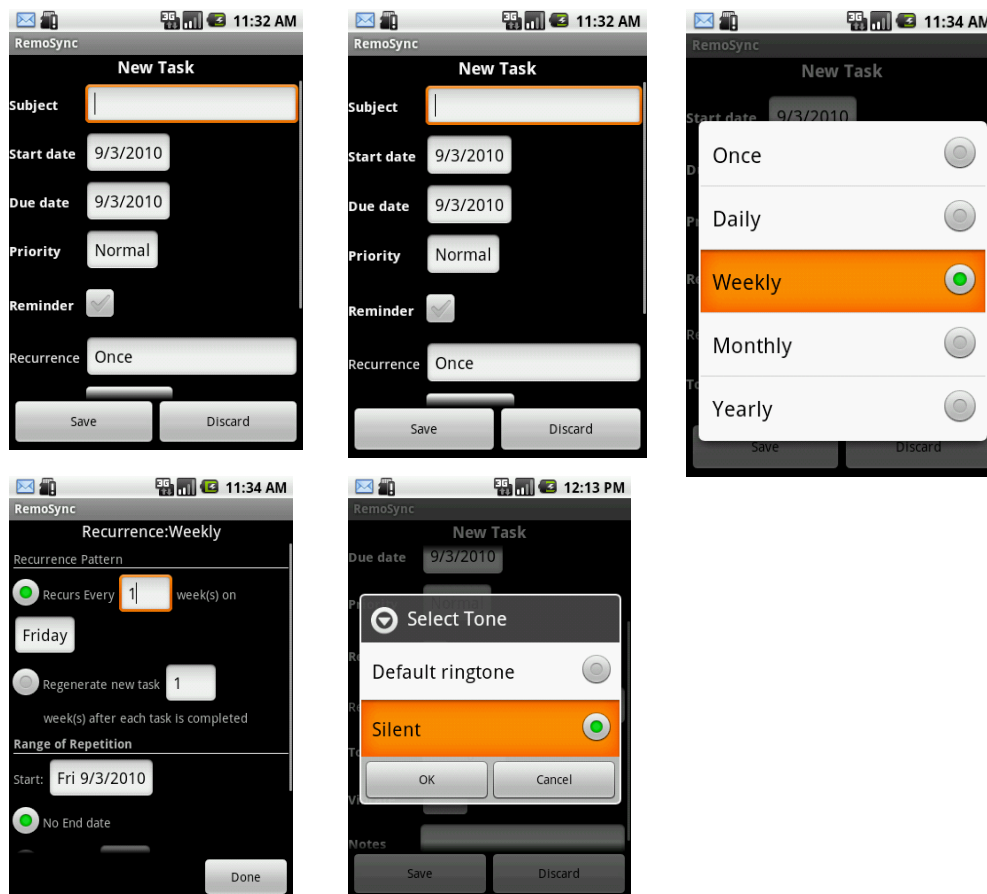 11:32 AM
RemoSync
New Task
Subject
Start date 9/3/2010
Due date 9/3/2010
Priority Normal
Reminder
Recurrence Once
Save Discard
3G 11:32 AM
RemoSync
New Task
Subject
Start date 9/3/2010
Due date 9/3/2010
Priority Normal
Reminder
Recurrence Once
Save Discard
3G 11:34 AM
RemoSync
New Task
Start date 9/3/2010
Once
Daily
Weekly
Monthly
Yearly
Save Discard
3G 11:34 AM
RemoSync
Recurrence:Weekly
Recurrence Pattern
Recurs Every 1 week(s) on
Friday
Regenerate new task 1
week(s) after each task is completed
Range of Repetition
Start: Fri 9/3/2010
No End date
Done
3G 12:13 PM
RemoSync
New Task
Due date 9/3/2010
Select Tone
Default ringtone
Silent
OK Cancel
Notes
Save Discard